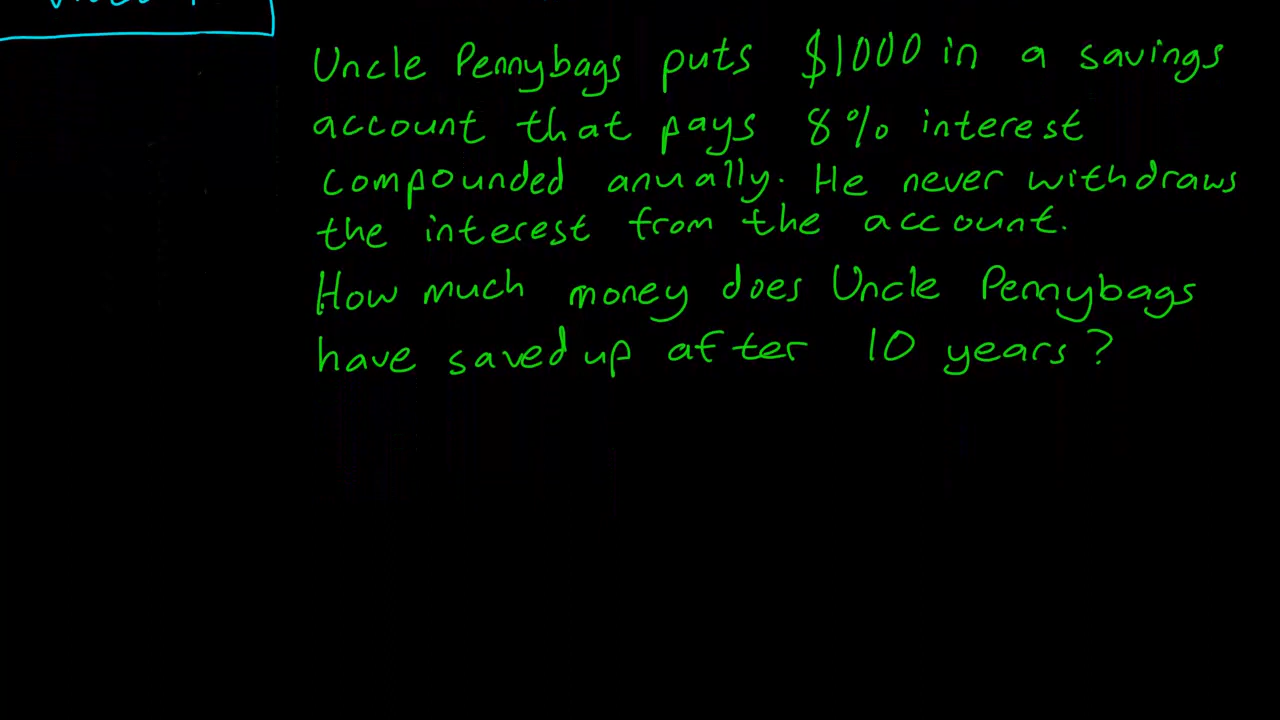 Uncle Pennybags puts $1000 in a savings
account that pays 8% interest
compounded anually. He never withdraws
the interest from the account.
How much money does Uncle Pennybags
have saved up after 10 years?